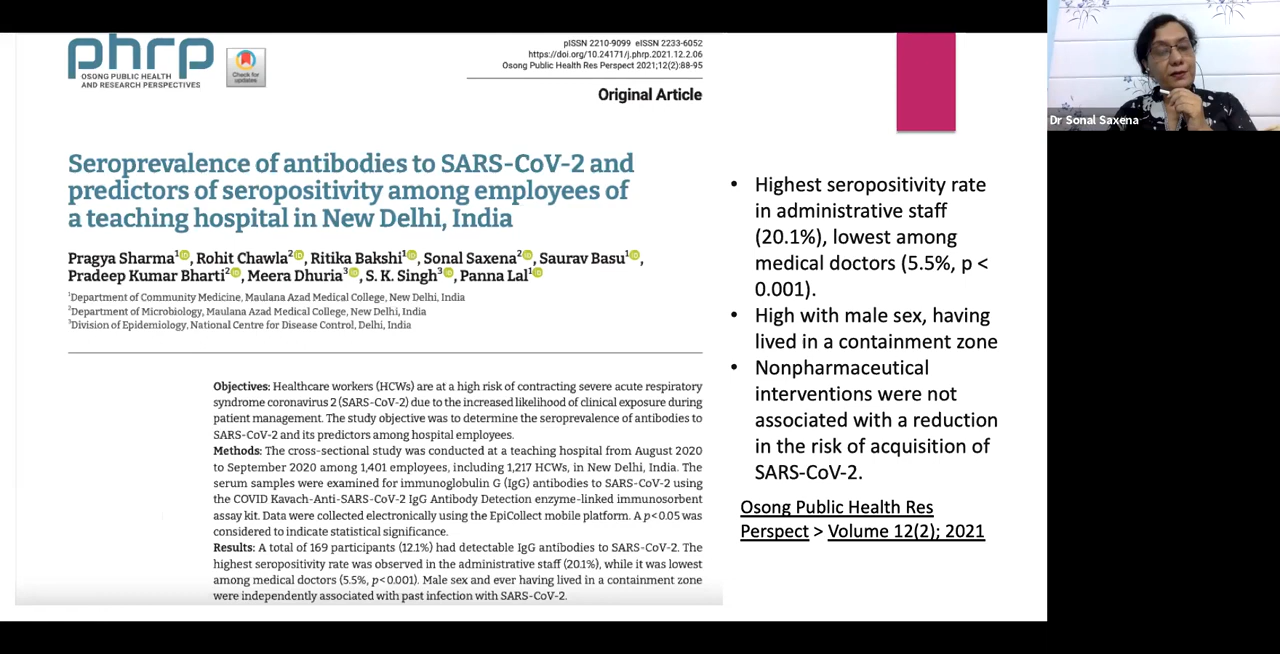 phrp
OSONG PUBLIC HEALTH
AND RESEARCH PERSPECTIVES
Check for
updates
pISSN 2210-9099 eISSN 2233-6052
https://doi.org/10.24171/j.phrp.2021.12.2.06
Osong Public Health Res Perspect 2021;12(2):88-95
Original Article
Seroprevalence of antibodies to SARS-CoV-2 and
predictors of seropositivity among employees of
a teaching hospital in New Delhi, India
Pragya Sharma1iD, Rohit Chawla2iD, Ritika Bakshi1iD, Sonal Saxena2iD, Saurav Basu1iD,
Pradeep Kumar Bharti2iD, Meera Dhuria3iD, S. K. Singh3iD, Panna Lal1iD
1Department of Community Medicine, Maulana Azad Medical College, New Delhi, India
2Department of Microbiology, Maulana Azad Medical College, New Delhi, India
3Division of Epidemiology, National Centre for Disease Control, Delhi, India
Objectives: Healthcare workers (HCWs) are at a high risk of contracting severe acute respiratory
syndrome coronavirus 2 (SARS-CoV-2) due to the increased likelihood of clinical exposure during
patient management. The study objective was to determine the seroprevalence of antibodies to
SARS-CoV-2 and its predictors among hospital employees.
Methods: The cross-sectional study was conducted at a teaching hospital from August 2020
to September 2020 among 1,401 employees, including 1,217 HCWs, in New Delhi, India. The
serum samples were examined for immunoglobulin G (IgG) antibodies to SARS-CoV-2 using
the COVID Kavach-Anti-SARS-CoV-2 IgG Antibody Detection enzyme-linked immunosorbent
assay kit. Data were collected electronically using the EpiCollect mobile platform. A p<0.05 was
considered to indicate statistical significance.
Results: A total of 169 participants (12.1%) had detectable IgG antibodies to SARS-CoV-2. The
highest seropositivity rate was observed in the administrative staff (20.1%), while it was lowest
among medical doctors (5.5%, p<0.001). Male sex and ever having lived in a containment zone
were independently associated with past infection with SARS-CoV-2.
• Highest seropositivity rate
in administrative staff
(20.1%), lowest among
medical doctors (5.5%, p <
0.001).
• High with male sex, having
lived in a containment zone
• Nonpharmaceutical
interventions were not
associated with a reduction
in the risk of acquisition of
SARS-CoV-2.
Osong Public Health Res
Perspect > Volume 12(2); 2021
Dr Sonal Saxena